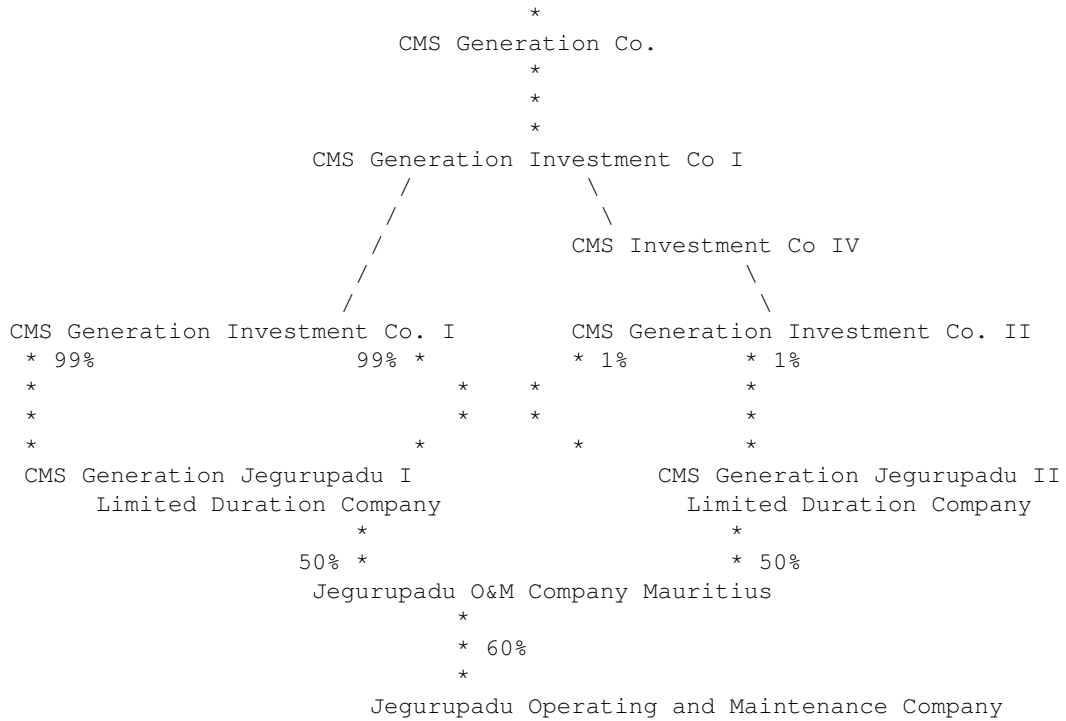 *
CMS Generation Co.
*
*
*
CMS Generation Investment Co I
/ \
/ \
/ CMS Investment Co IV
/ \
/ \
CMS Generation Investment Co. I CMS Generation Investment Co. II
* 99% 99% * * 1% * 1%
* * * *
* * * *
* * * *
CMS Generation Jegurupadu I CMS Generation Jegurupadu II
Limited Duration Company Limited Duration Company
* *
50% * * 50%
Jegurupadu O&M Company Mauritius
*
* 60%
*
Jegurupadu Operating and Maintenance Company